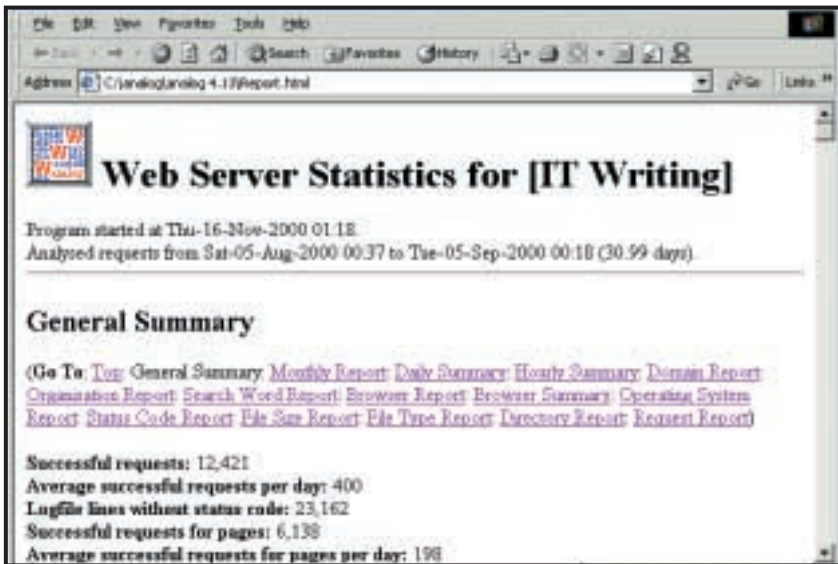 File Edit View Favorites Tools Help
Search Favorites History
Address C:\analog\analog 4.13\Report.html Go Links »
Web Server Statistics for [IT Writing]
Program started at Thu-16-Nov-2000 01:18.
Analysed requests from Sat-05-Aug-2000 00:37 to Tue-05-Sep-2000 00:18 (30.99 days).
General Summary
(Go To: Top: General Summary: Monthly Report: Daily Summary: Hourly Summary: Domain Report:
Organisation Report: Search Word Report: Browser Report: Browser Summary: Operating System
Report: Status Code Report: File Size Report: File Type Report: Directory Report: Request Report)
Successful requests: 12,421
Average successful requests per day: 400
Logfile lines without status code: 23,162
Successful requests for pages: 6,138
Average successful requests for pages per day: 198